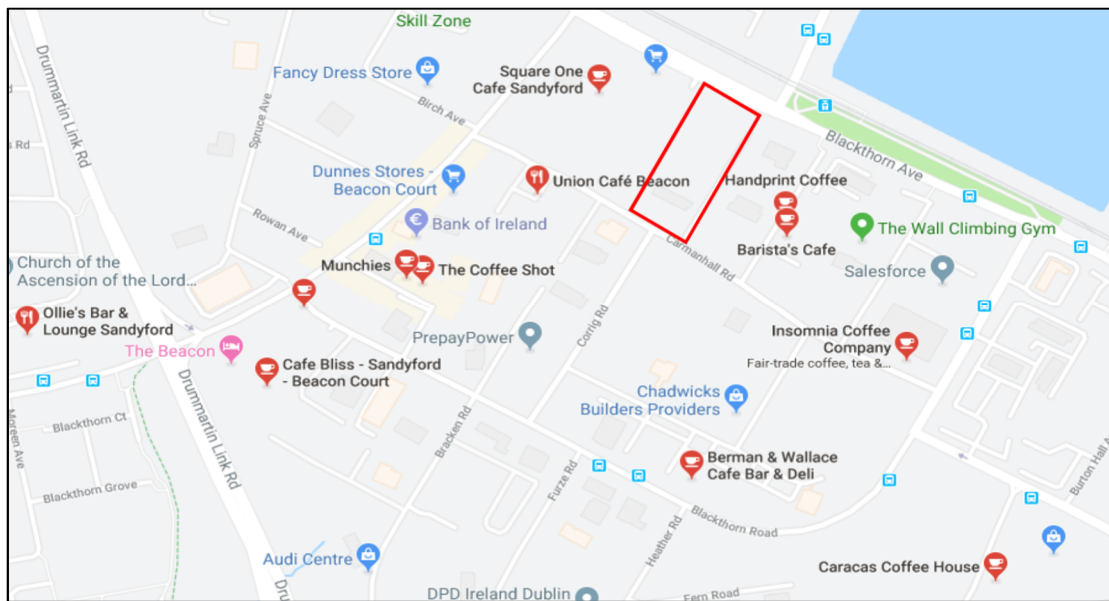 Skill Zone
Fancy Dress Store
Square One
Cafe Sandyford
Drummartin Link Rd
Spruce Ave
Birch Ave
Blackthorn Ave
Dunnes Stores -
Beacon Court
Union Café Beacon
Handprint Coffee
Rowan Ave
Bank of Ireland
Barista's Cafe
The Wall Climbing Gym
Carmanhall Rd
Church of the
Ascension of the Lord...
Munchies
The Coffee Shot
Salesforce
Ollie's Bar &
Lounge Sandyford
The Beacon
PrepayPower
Corrig Rd
Insomnia Coffee
Company
Fair-trade coffee, tea &...
Cafe Bliss - Sandyford
- Beacon Court
Chadwicks
Builders Providers
Moreen Ave
Blackthorn Ct
Bracken Rd
Drummartin Link Rd
Blackthorn Grove
Furze Rd
Berman & Wallace
Cafe Bar & Deli
Burton Hall A
Blackthorn Road
Heather Rd
Audi Centre
Caracas Coffee House
DPD Ireland Dublin
Fern Road